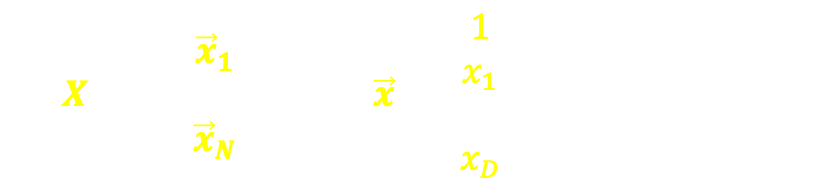 1
x⃗₁
x₁
X x⃗
x⃗_N
x_D